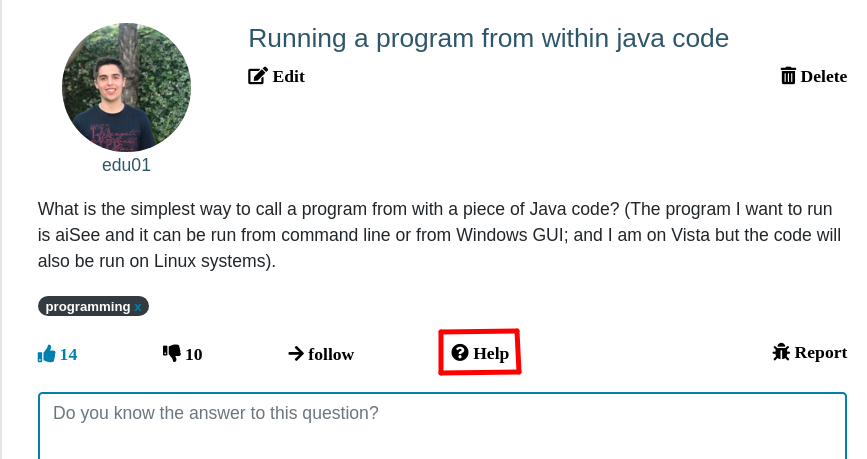 Running a program from within java code
Edit
Delete
edu01
What is the simplest way to call a program from with a piece of Java code? (The program I want to run
is aiSee and it can be run from command line or from Windows GUI; and I am on Vista but the code will
also be run on Linux systems).
programming x
14
10
follow
Help
Report
Do you know the answer to this question?